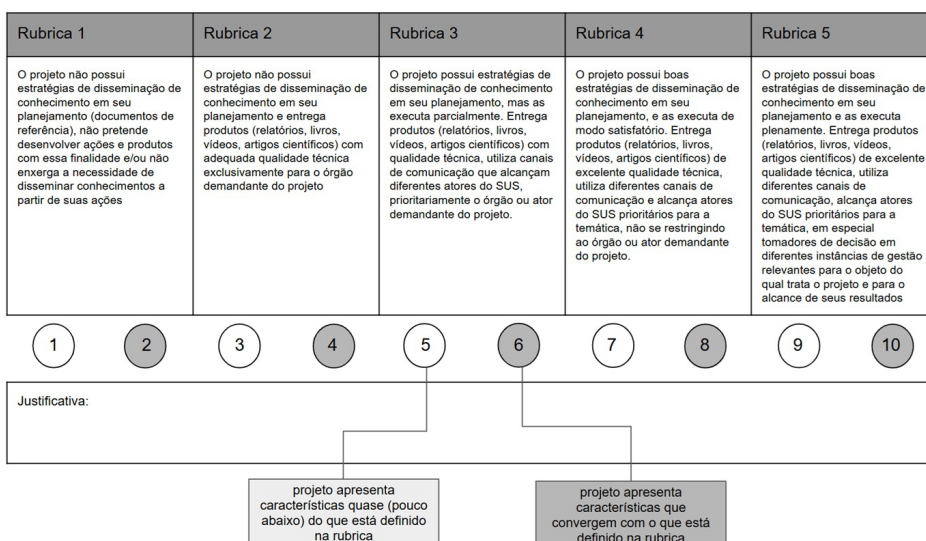 Rubrica 1
O projeto não possui
estratégias de disseminação de
conhecimento em seu
planejamento (documentos de
referência), não pretende
desenvolver ações e produtos
com essa finalidade e/ou não
enxerga a necessidade de
disseminar conhecimentos a
partir de suas ações
Rubrica 2
O projeto não possui
estratégias de disseminação de
conhecimento em seu
planejamento e entrega
produtos (relatórios, livros,
vídeos, artigos científicos) com
adequada qualidade técnica
exclusivamente para o órgão
demandante do projeto
Rubrica 3
O projeto possui estratégias de
disseminação de conhecimento
em seu planejamento, mas as
executa parcialmente. Entrega
produtos (relatórios, livros,
vídeos, artigos científicos) com
qualidade técnica, utiliza canais
de comunicação que alcançam
diferentes atores do SUS,
prioritariamente o órgão ou ator
demandante do projeto.
Rubrica 4
O projeto possui boas
estratégias de disseminação de
conhecimento em seu
planejamento, e as executa de
modo satisfatório. Entrega
produtos (relatórios, livros,
vídeos, artigos científicos) de
excelente qualidade técnica,
utiliza diferentes canais de
comunicação e alcança atores
do SUS prioritários para a
temática, não se restringindo
ao órgão ou ator demandante
do projeto.
Rubrica 5
O projeto possui boas
estratégias de disseminação de
conhecimento em seu
planejamento e as executa
plenamente. Entrega produtos
(relatórios, livros, vídeos,
artigos científicos) de excelente
qualidade técnica, utiliza
diferentes canais de
comunicação, alcança atores
do SUS prioritários para a
temática, em especial
tomadores de decisão em
diferentes instâncias de gestão
relevantes para o objeto do
qual trata o projeto e para o
alcance de seus resultados
1 2 3 4 5 6 7 8 9 10
Justificativa:
projeto apresenta
características quase (pouco
abaixo) do que está definido
na rubrica
projeto apresenta
características que
convergem com o que está
definido na rubrica